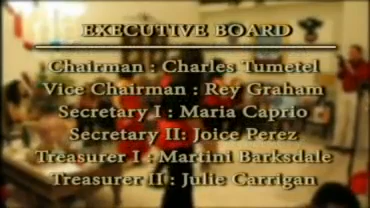 EXECUTIVE BOARD
Chairman : Charles Tumetel
Vice Chairman : Rey Graham
Secretary I : Maria Caprio
Secretary II: Joice Perez
Treasurer I : Martini Barksdale
Treasurer II : Julie Carrigan